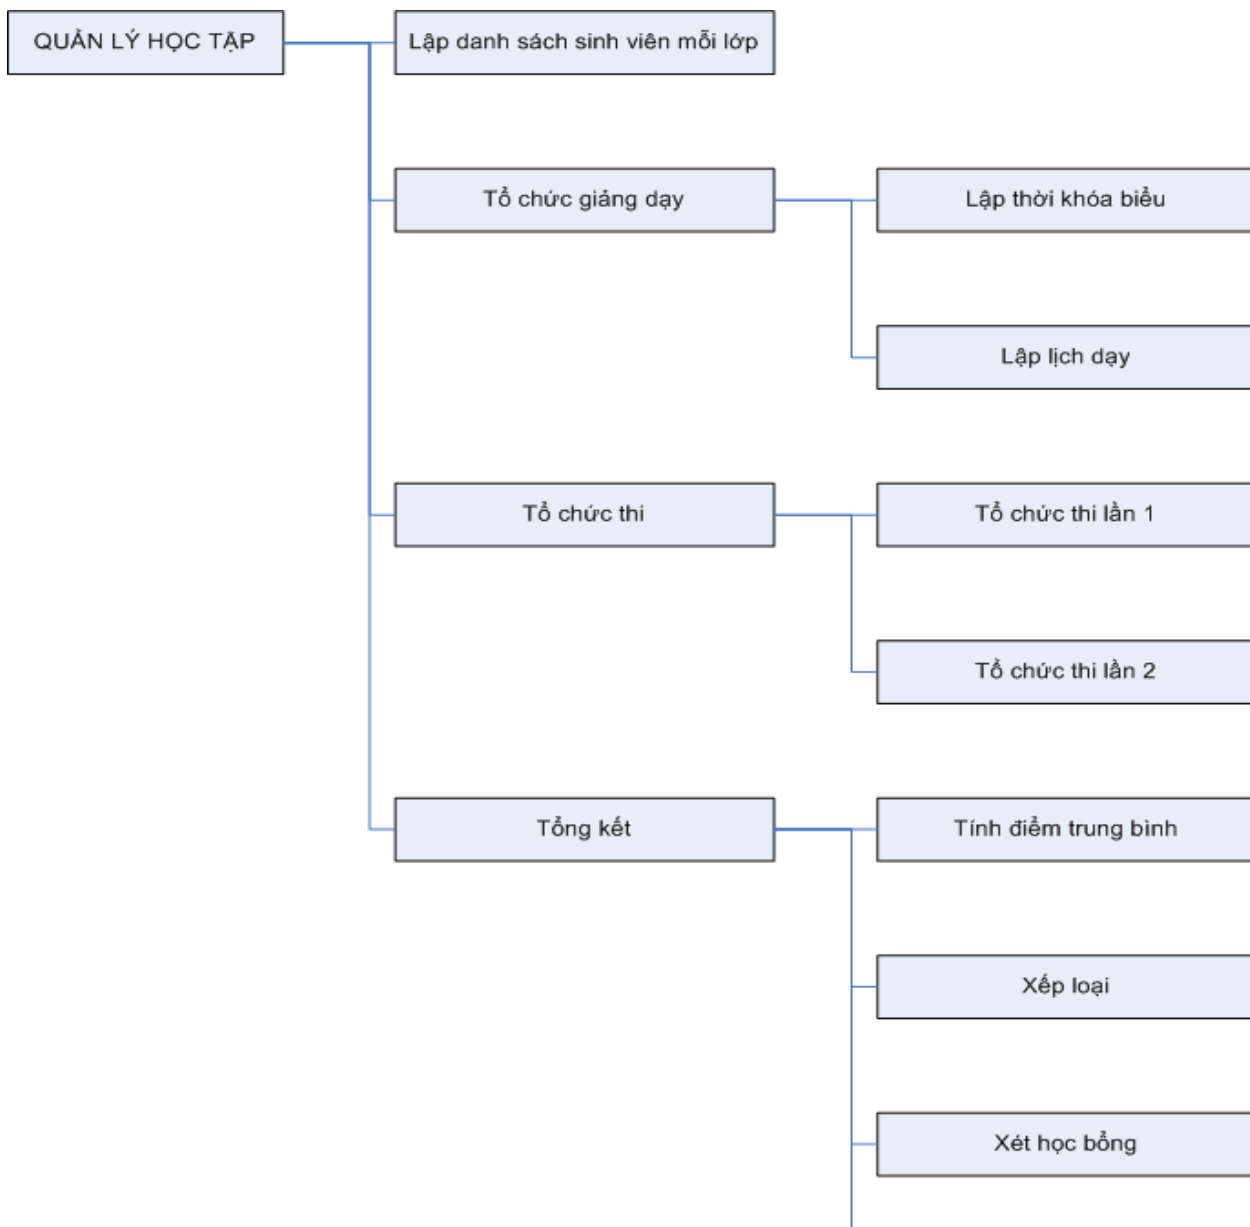 QUẢN LÝ HỌC TẬP
Lập danh sách sinh viên mỗi lớp
Tổ chức giảng dạy
Lập thời khóa biểu
Lập lịch dạy
Tổ chức thi
Tổ chức thi lần 1
Tổ chức thi lần 2
Tổng kết
Tính điểm trung bình
Xếp loại
Xét học bổng